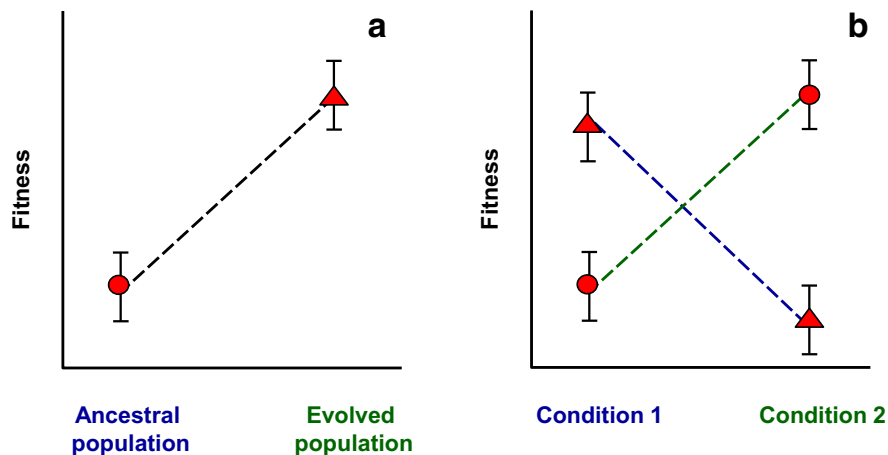 a
Fitness
Ancestral
population
Evolved
population
b
Fitness
Condition 1
Condition 2